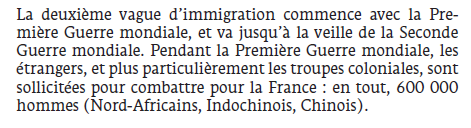 La deuxième vague d’immigration commence avec la Pre-
mière Guerre mondiale, et va jusqu’à la veille de la Seconde
Guerre mondiale. Pendant la Première Guerre mondiale, les
étrangers, et plus particulièrement les troupes coloniales, sont
sollicitées pour combattre pour la France : en tout, 600 000
hommes (Nord-Africains, Indochinois, Chinois).